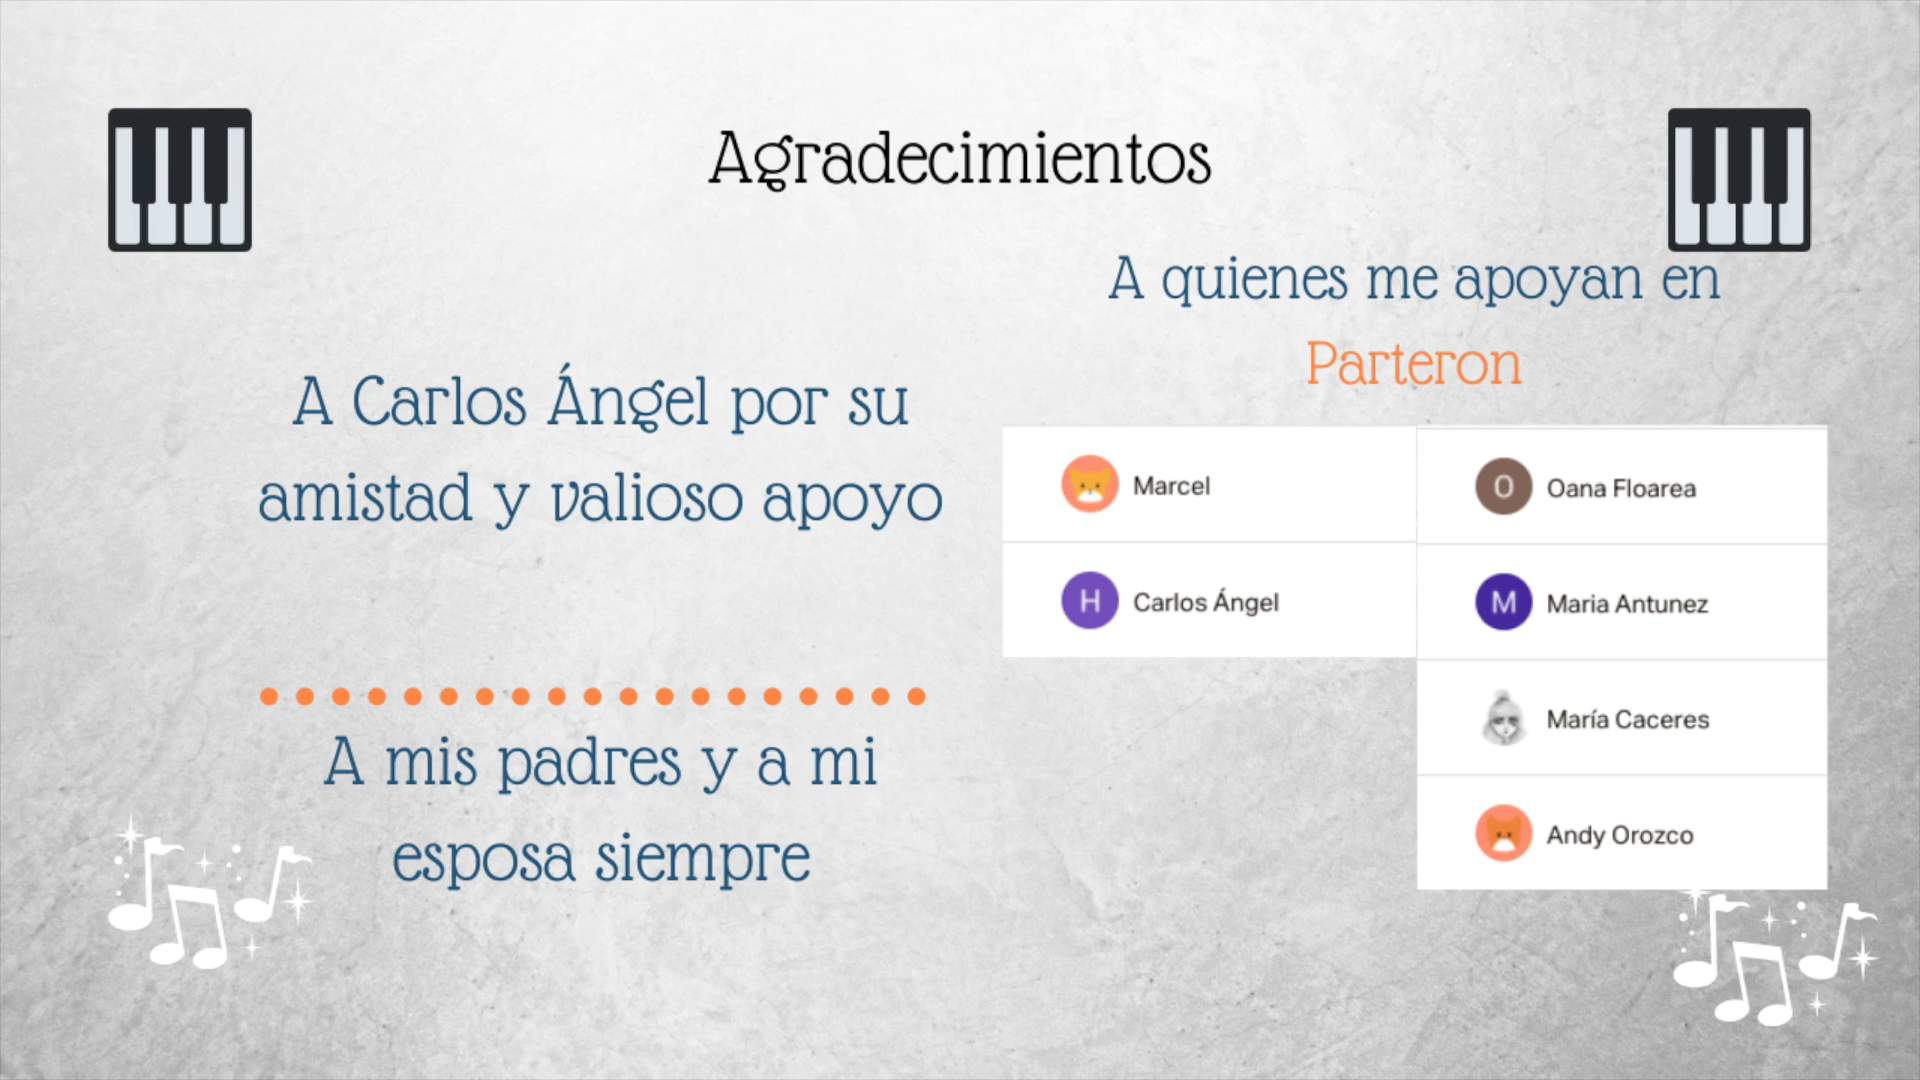 Agradecimientos
A Carlos Ángel por su
amistad y valioso apoyo
A mis padres y a mi
esposa siempre
A quienes me apoyan en
Parteron
Marcel
H Carlos Ángel
O Oana Floarea
M Maria Antunez
María Caceres
Andy Orozco